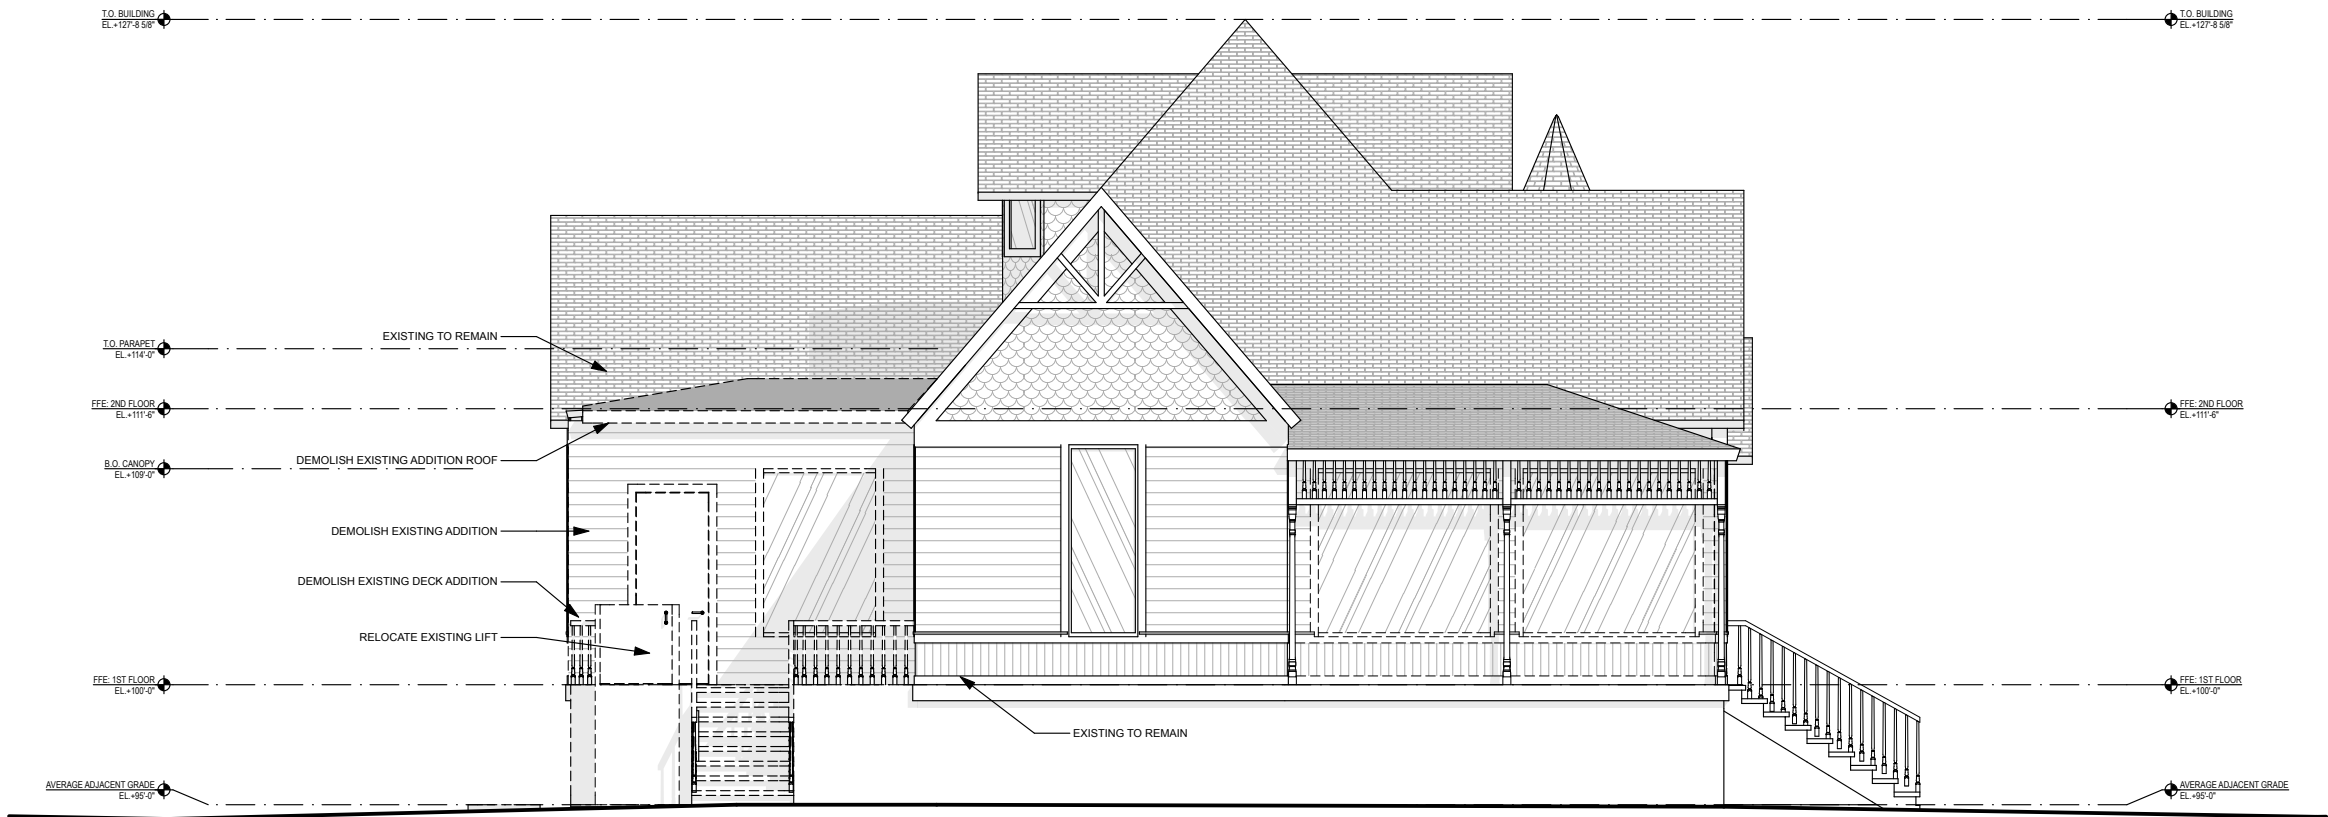 T.O. BUILDING
EL.+127'-8 5/8"
T.O. BUILDING
EL.+127'-8 5/8"
EXISTING TO REMAIN
T.O. PARAPET
EL.+114'-0"
FFE: 2ND FLOOR
EL.+111'-6"
FFE: 2ND FLOOR
EL.+111'-6"
DEMOLISH EXISTING ADDITION ROOF
B.O. CANOPY
EL.+109'-0"
DEMOLISH EXISTING ADDITION
DEMOLISH EXISTING DECK ADDITION
RELOCATE EXISTING LIFT
FFE: 1ST FLOOR
EL.+100'-0"
FFE: 1ST FLOOR
EL.+100'-0"
EXISTING TO REMAIN
AVERAGE ADJACENT GRADE
EL.+95'-0"
AVERAGE ADJACENT GRADE
EL.+95'-0"